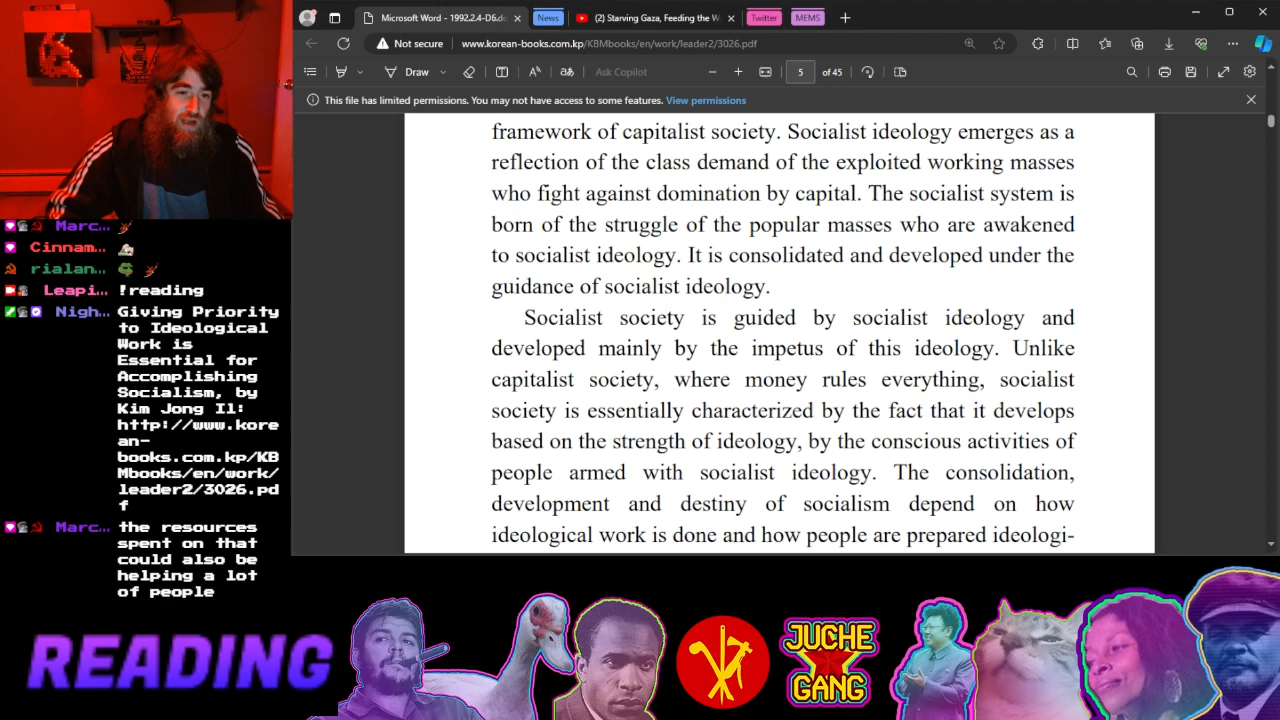 Microsoft Word - 1992.2.4-D6.d
News
(2) Starving Gaza, Feeding the W
Twitter
MEMS
Not secure
www.korean-books.com.kp/KBMbooks/en/work/leader2/3026.pdf
Draw
Ask Copilot
5 of 45
This file has limited permissions. You may not have access to some features. View permissions
framework of capitalist society. Socialist ideology emerges as a
reflection of the class demand of the exploited working masses
who fight against domination by capital. The socialist system is
born of the struggle of the popular masses who are awakened
to socialist ideology. It is consolidated and developed under the
guidance of socialist ideology.
Socialist society is guided by socialist ideology and
developed mainly by the impetus of this ideology. Unlike
capitalist society, where money rules everything, socialist
society is essentially characterized by the fact that it develops
based on the strength of ideology, by the conscious activities of
people armed with socialist ideology. The consolidation,
development and destiny of socialism depend on how
ideological work is done and how people are prepared ideologi-
Marc...
Cinnam...
rialan...
Leapi... !reading
Nigh... Giving Priority
to Ideological
Work is
Essential for
Accomplishing
Socialism, by
Kim Jong Il:
http://www.kore
an-
books.com.kp/KB
Mbooks/en/work/
leader2/3026.pd
f
Marc... the resources
spent on that
could also be
helping a lot
of people
READING
JUCHE
GANG